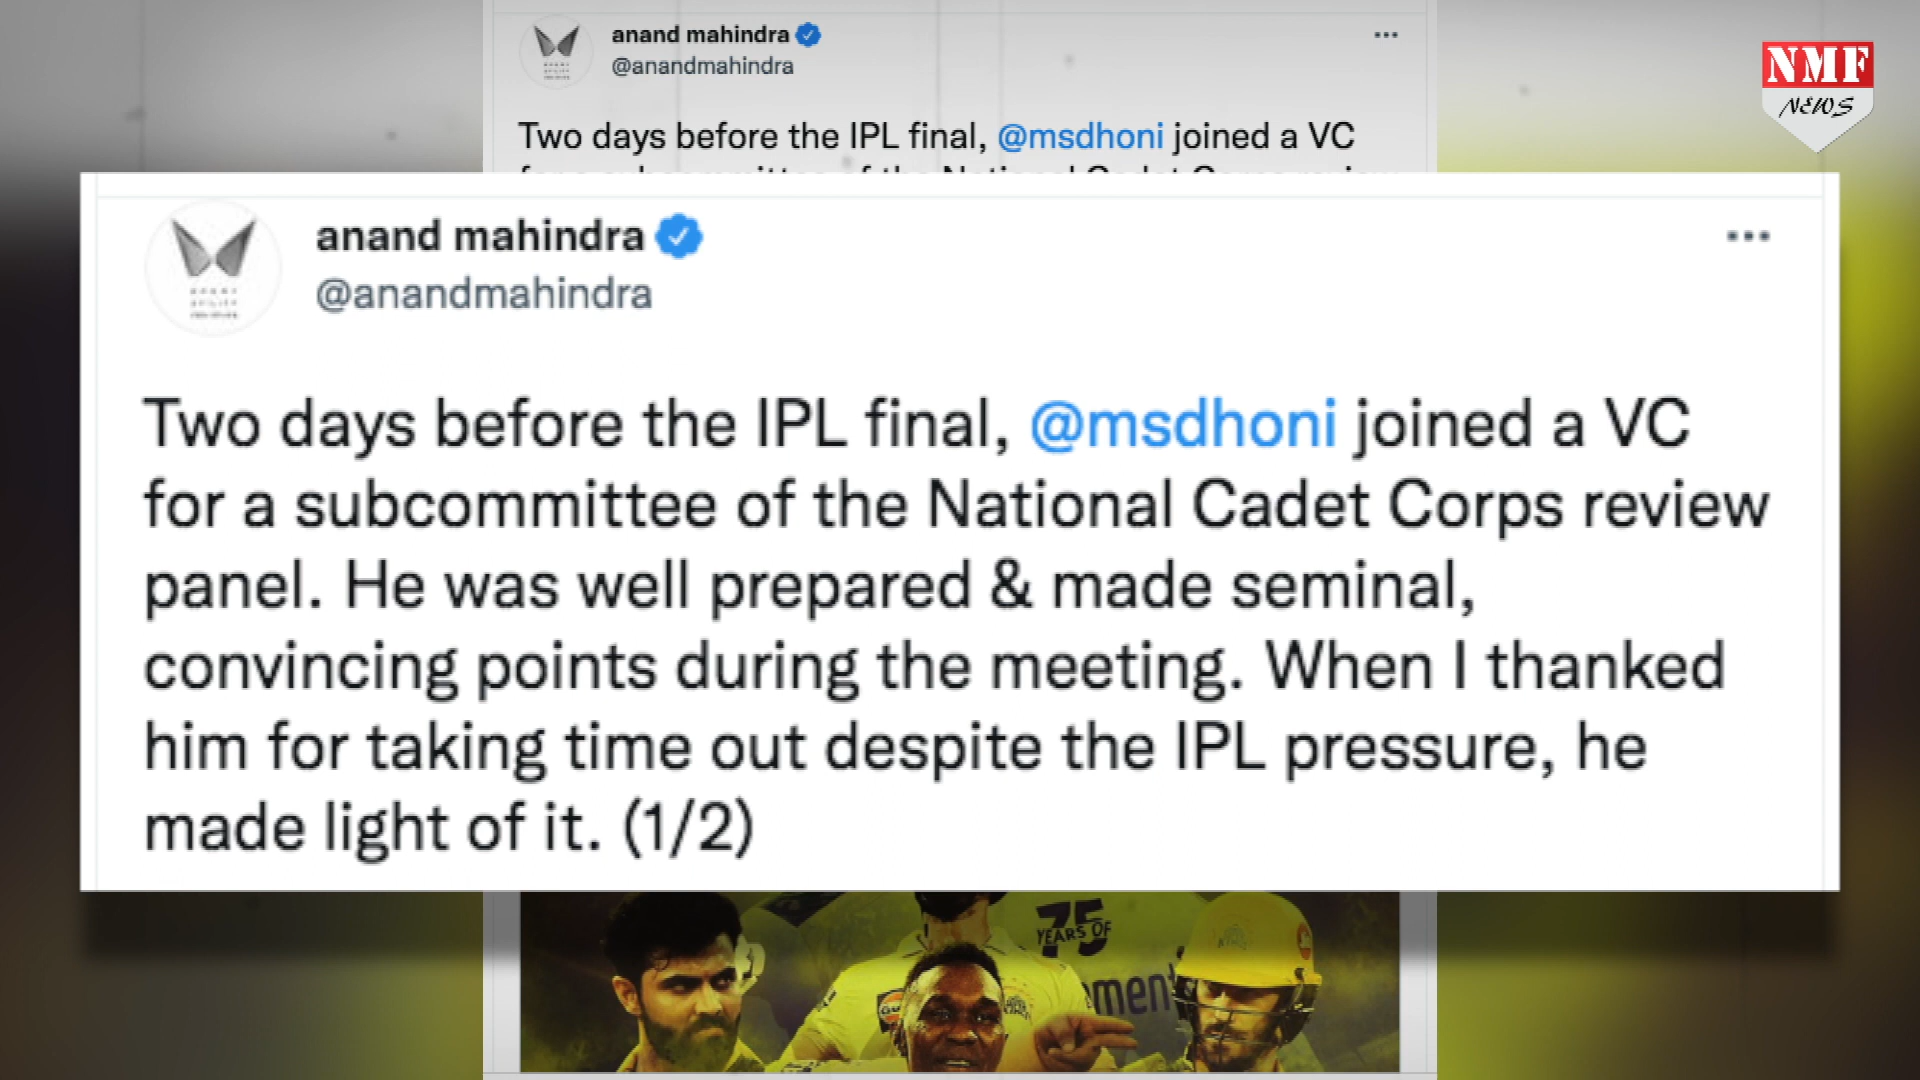 anand mahindra
@anandmahindra
Two days before the IPL final, @msdhoni joined a VC
NMF
NEWS
anand mahindra
@anandmahindra
Two days before the IPL final, @msdhoni joined a VC
for a subcommittee of the National Cadet Corps review
panel. He was well prepared & made seminal,
convincing points during the meeting. When I thanked
him for taking time out despite the IPL pressure, he
made light of it. (1/2)
75
YEARS OF